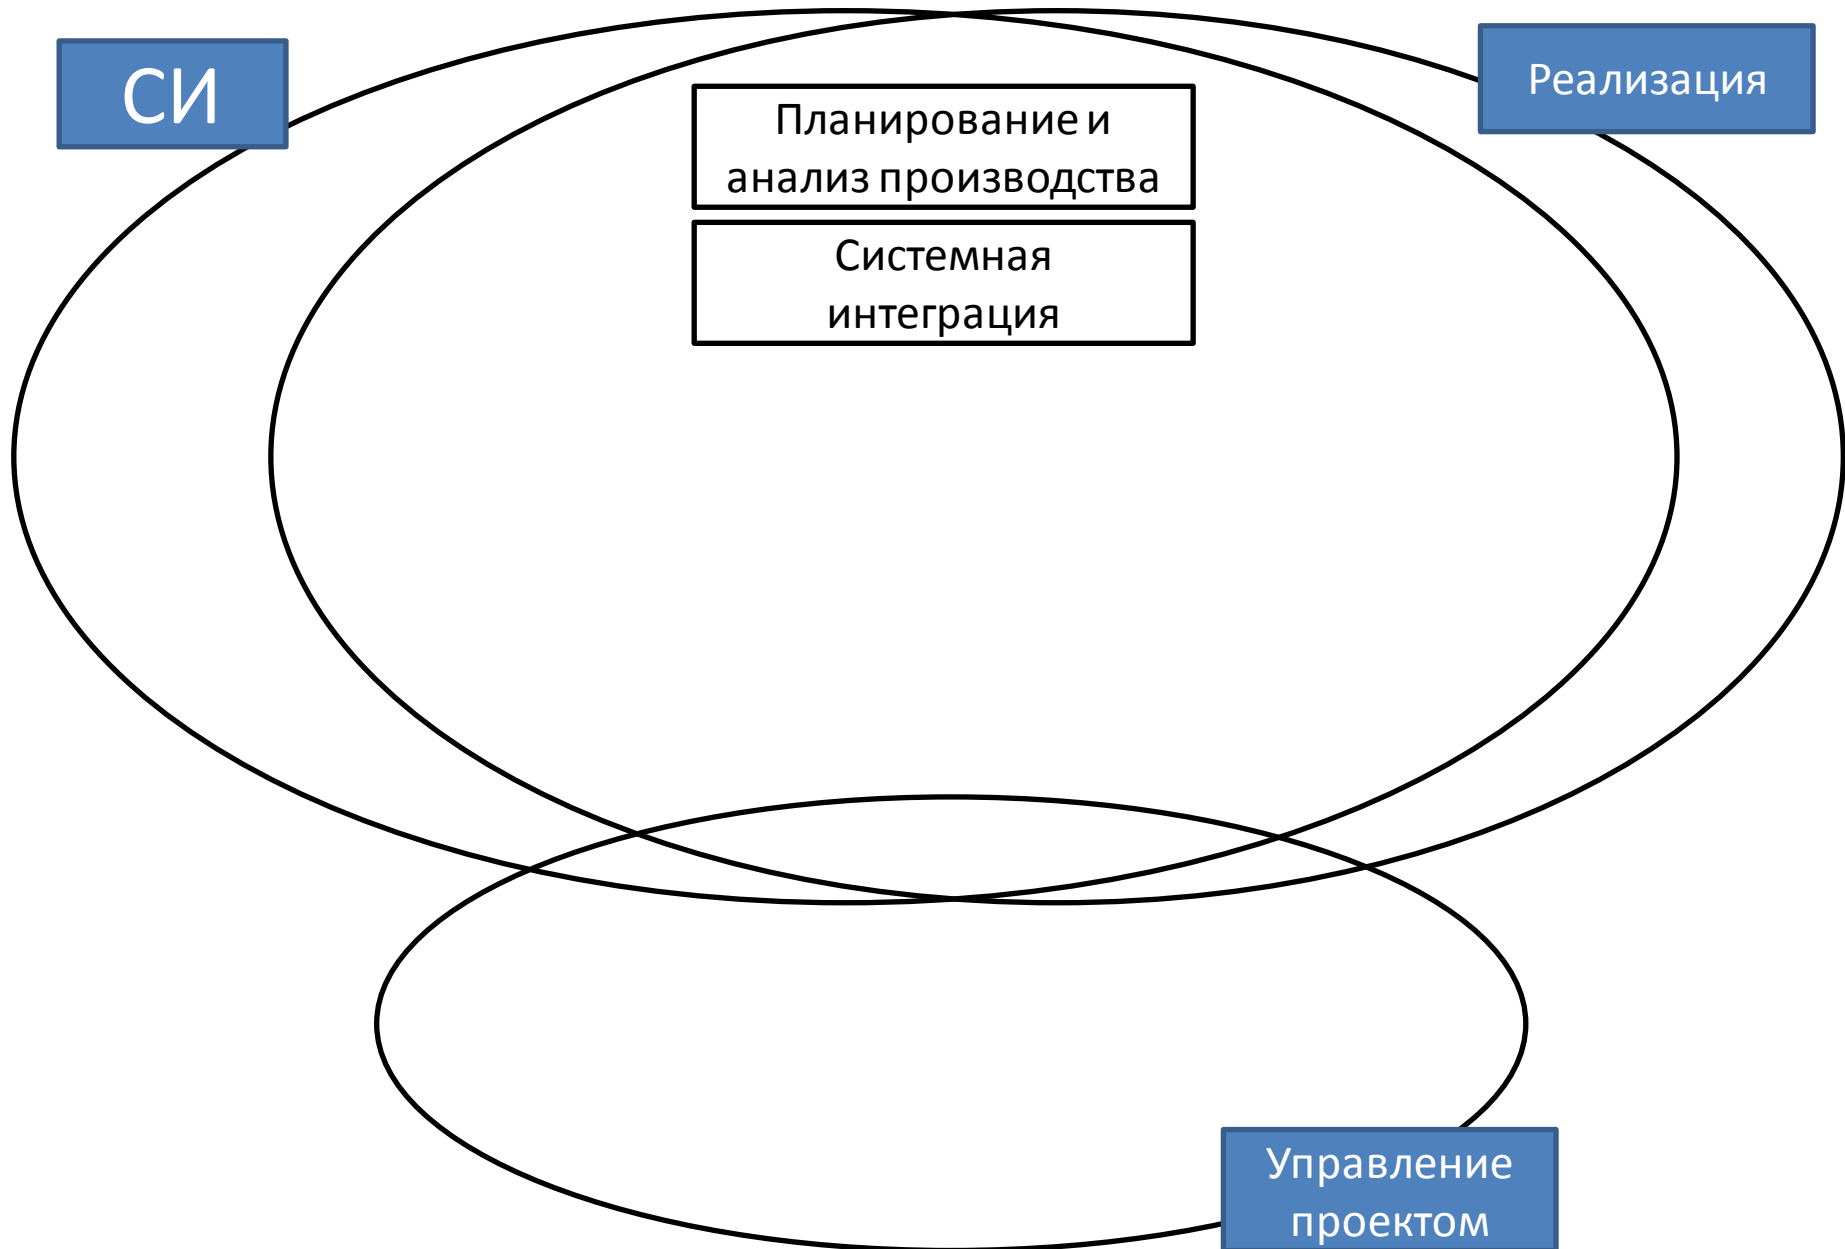 СИ
Реализация
Планирование и
анализ производства
Системная
интеграция
Управление
проектом